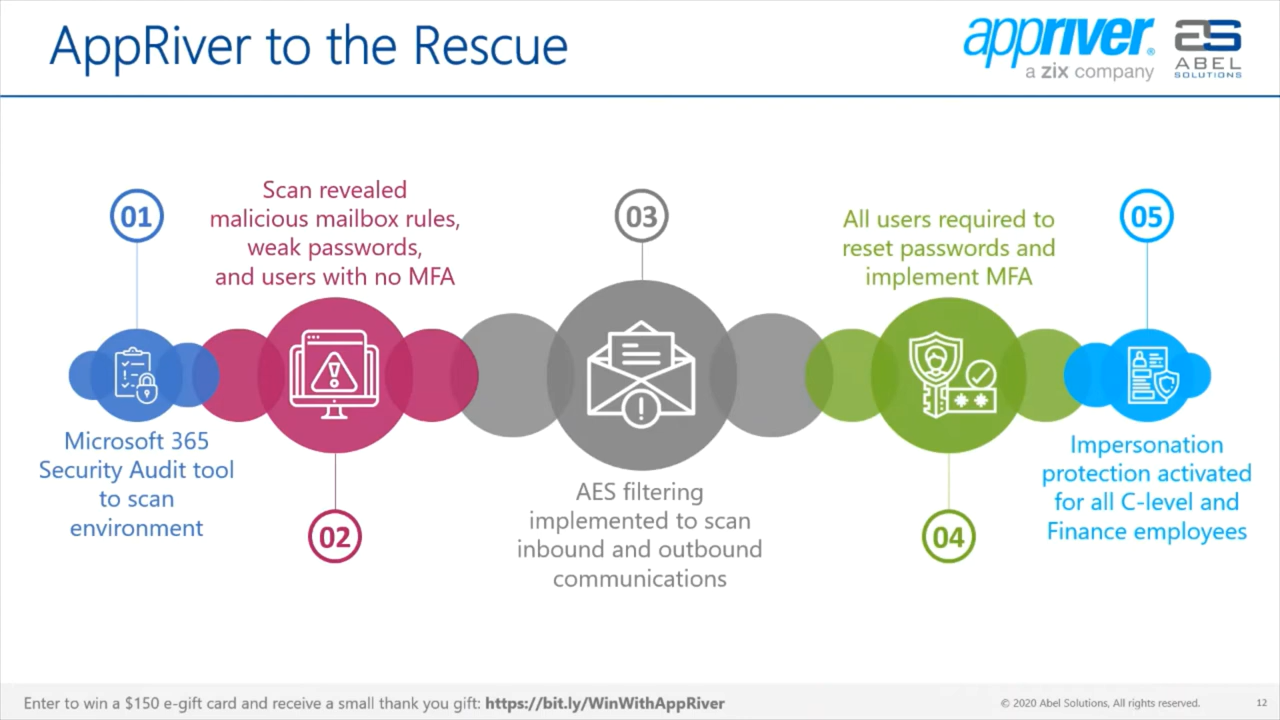 AppRiver to the Rescue
appriver®
a zix company
AS
ABEL
SOLUTIONS
01
Microsoft 365
Security Audit tool
to scan
environment
Scan revealed
malicious mailbox rules,
weak passwords,
and users with no MFA
02
03
AES filtering
implemented to scan
inbound and outbound
communications
All users required to
reset passwords and
implement MFA
04
05
Impersonation
protection activated
for all C-level and
Finance employees
Enter to win a $150 e-gift card and receive a small thank you gift: https://bit.ly/WinWithAppRiver
© 2020 Abel Solutions, All rights reserved.
12